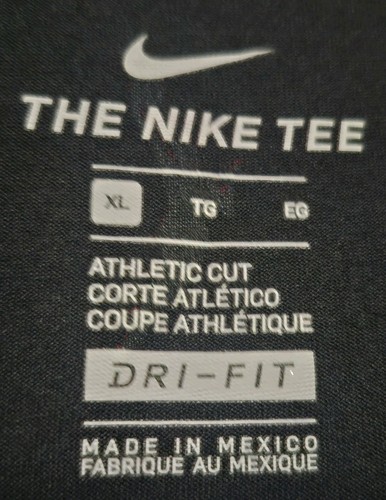 THE NIKE TEE
XL TG EG
ATHLETIC CUT
CORTE ATLÉTICO
COUPE ATHLÉTIQUE
DRI-FIT
MADE IN MEXICO
FABRIQUE AU MEXIQUE